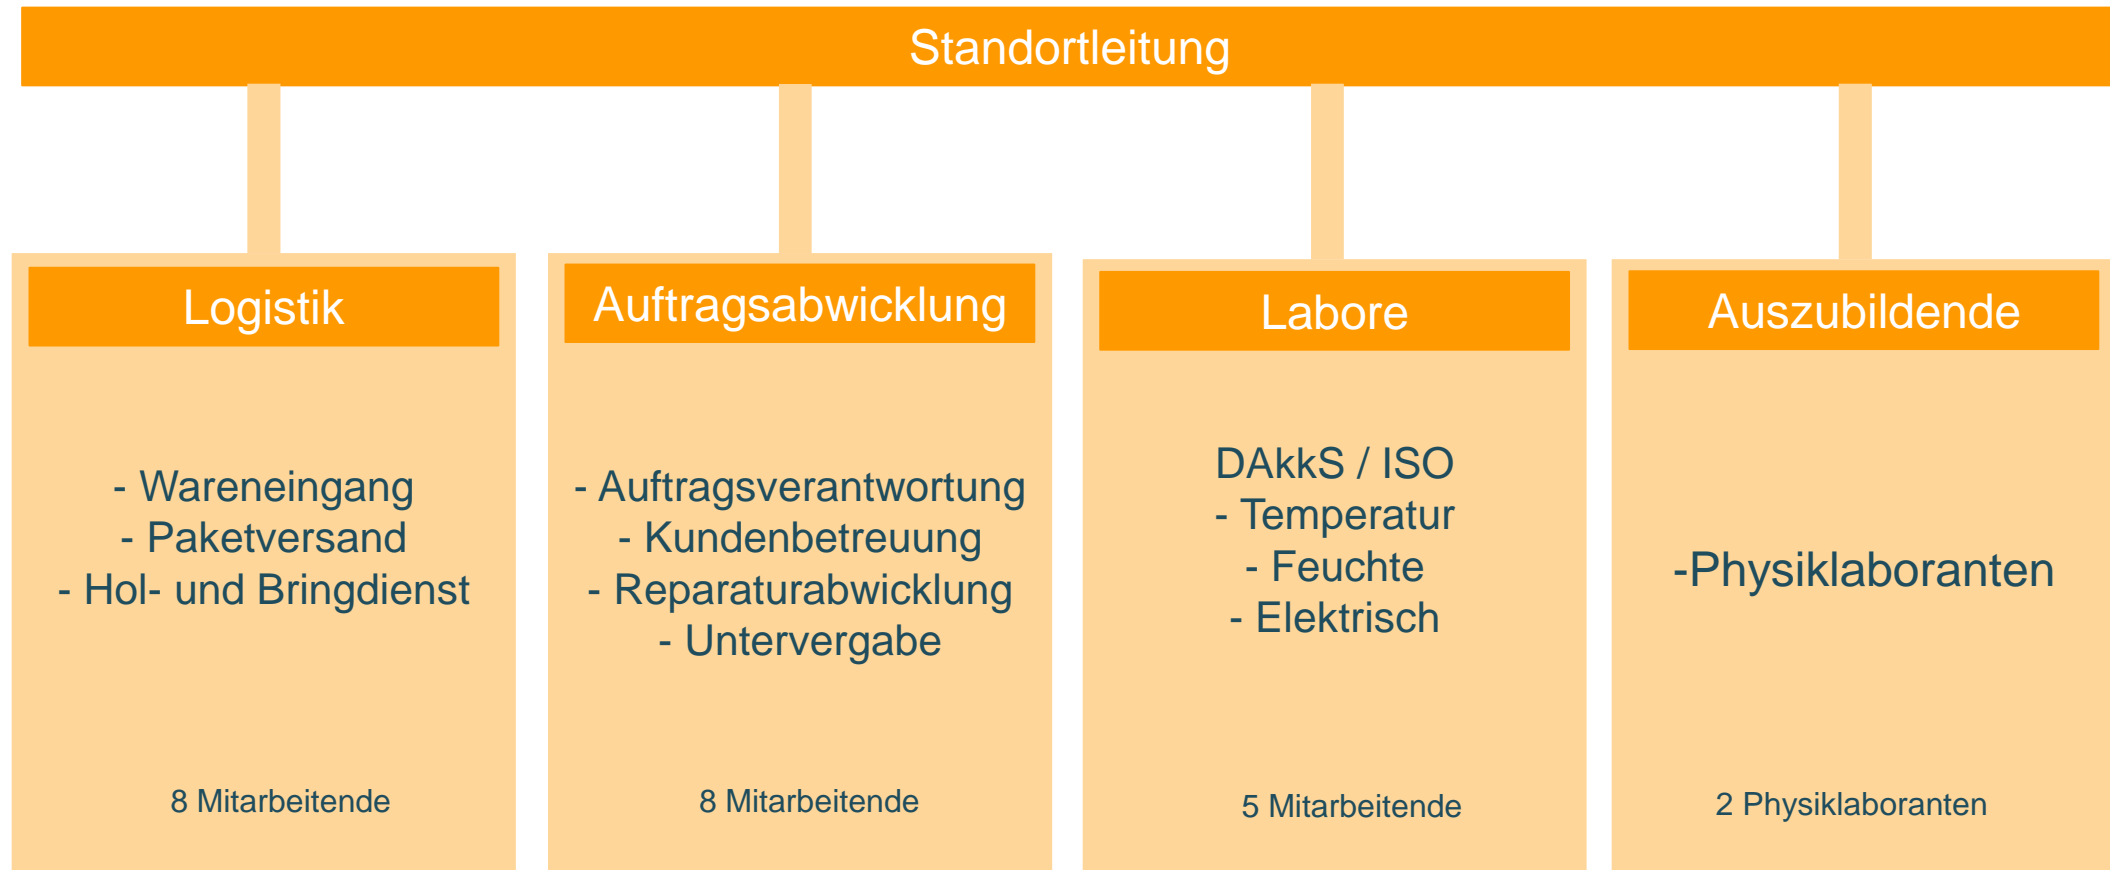 Standortleitung
Logistik
- Wareneingang
- Paketversand
- Hol- und Bringdienst
8 Mitarbeitende
Auftragsabwicklung
- Auftragsverantwortung
- Kundenbetreuung
- Reparaturabwicklung
- Untervergabe
8 Mitarbeitende
Labore
DAkkS / ISO
- Temperatur
- Feuchte
- Elektrisch
5 Mitarbeitende
Auszubildende
-Physiklaboranten
2 Physiklaboranten